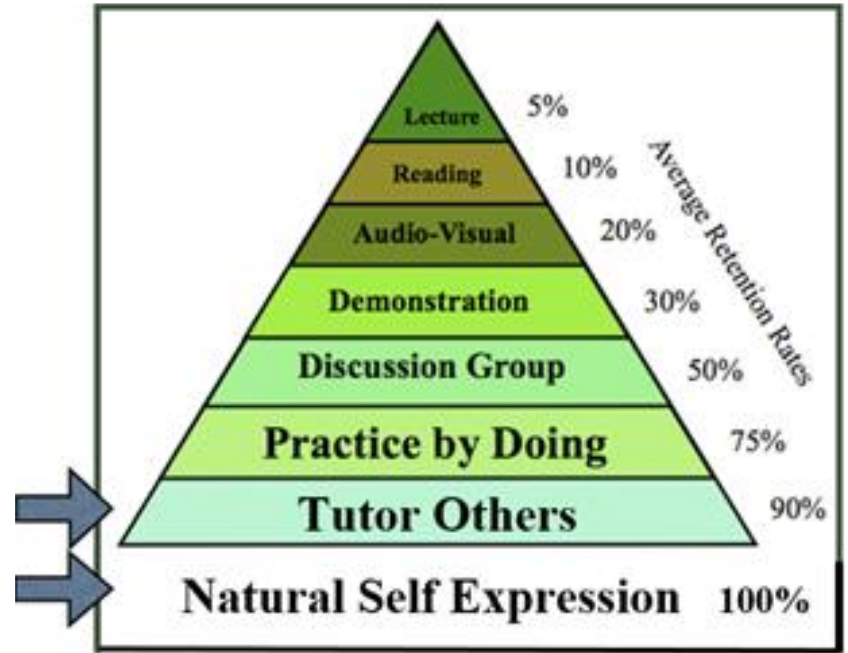 Lecture 5%
Reading 10%
Audio-Visual 20%
Demonstration 30%
Discussion Group 50%
Practice by Doing 75%
Tutor Others 90%
Natural Self Expression 100%
Average Retention Rates